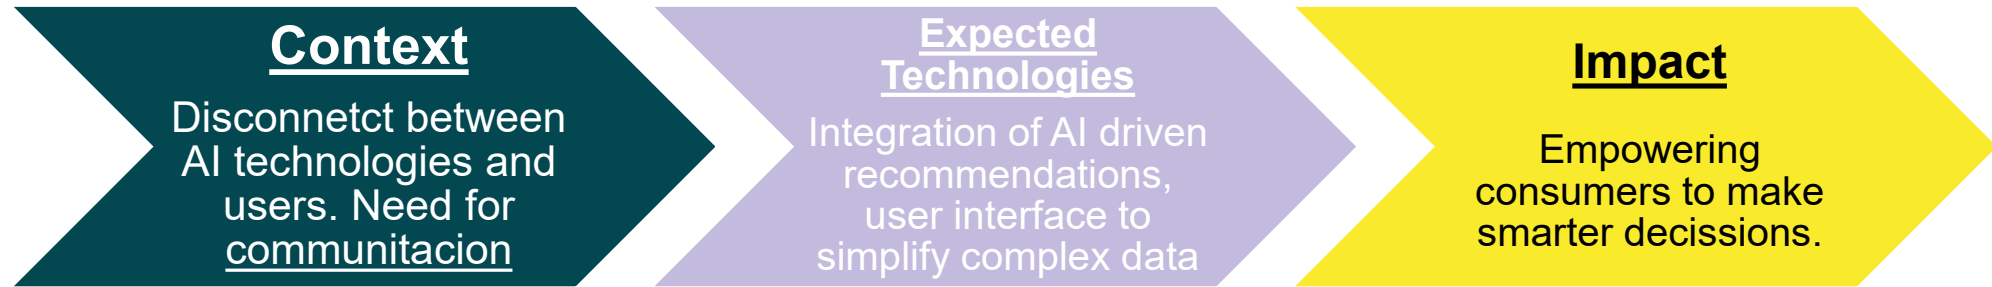 Context
Disconnetct between
AI technologies and
users. Need for
communitacion
Expected
Technologies
Integration of AI driven
recommendations,
user interface to
simplify complex data
Impact
Empowering
consumers to make
smarter decissions.